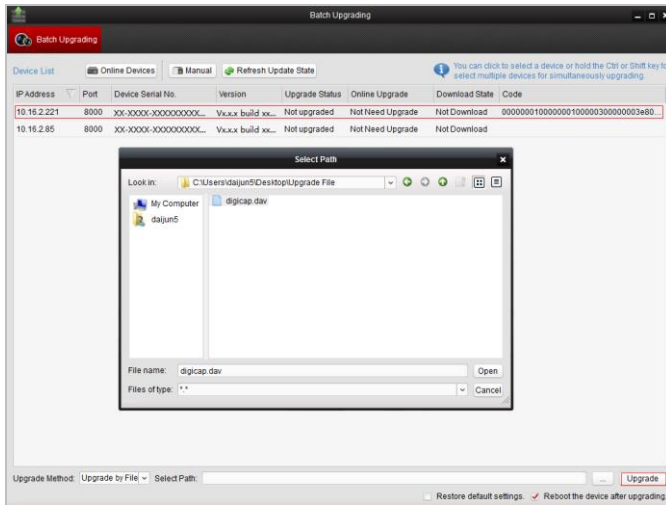 Batch Upgrading
Batch Upgrading
Device List Online Devices Manual Refresh Update State You can click to select a device or hold the Ctrl or Shift key to
select multiple devices for simultaneously upgrading.
IP Address Port Device Serial No. Version Upgrade Status Online Upgrade Download State Code
10.16.2.221 8000 XX-XXXX-XXXXXXXXX... Vx.x.x build xx... Not upgraded Not Need Upgrade Not Download 00000001000000010000030000003e80...
10.16.2.85 8000 XX-XXXX-XXXXXXXXX... Vx.x.x build xx... Not upgraded Not Need Upgrade Not Download
Select Path
Look in: C:\Users\daijun5\Desktop\Upgrade File
My Computer digicap.dav
daijun5
File name: digicap.dav Open
Files of type: *.* Cancel
Upgrade Method: Upgrade by File Select Path: ... Upgrade
Restore default settings. Reboot the device after upgrading.